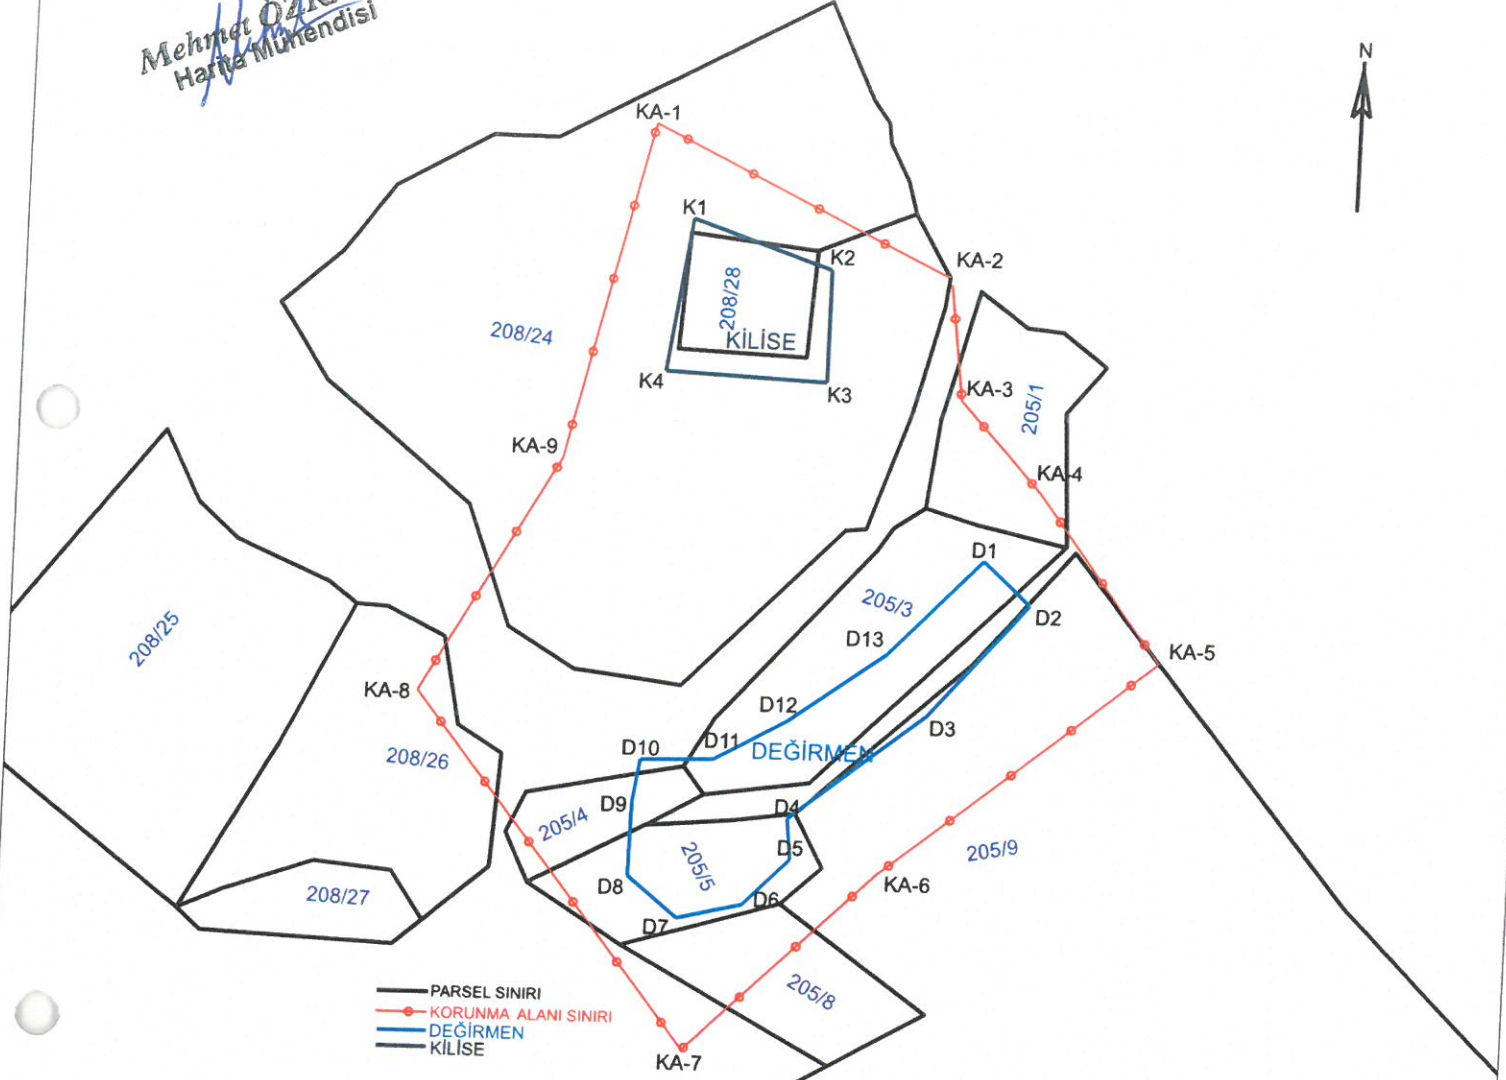 Mehmet
Harita Mühendisi
N
KA-1
K1
K2
KA-2
208/28
208/24
KİLİSE
K4
K3
KA-3
205/1
KA-9
KA-4
D1
205/3
D2
208/25
D13
KA-5
KA-8
D12
D3
D11
D10
DEĞİRMEN
208/26
D9
D4
205/4
D5
205/5
205/9
KA-6
D8
208/27
D6
D7
205/8
PARSEL SINIRI
KORUNMA ALANI SINIRI
DEĞİRMEN
KİLİSE
KA-7